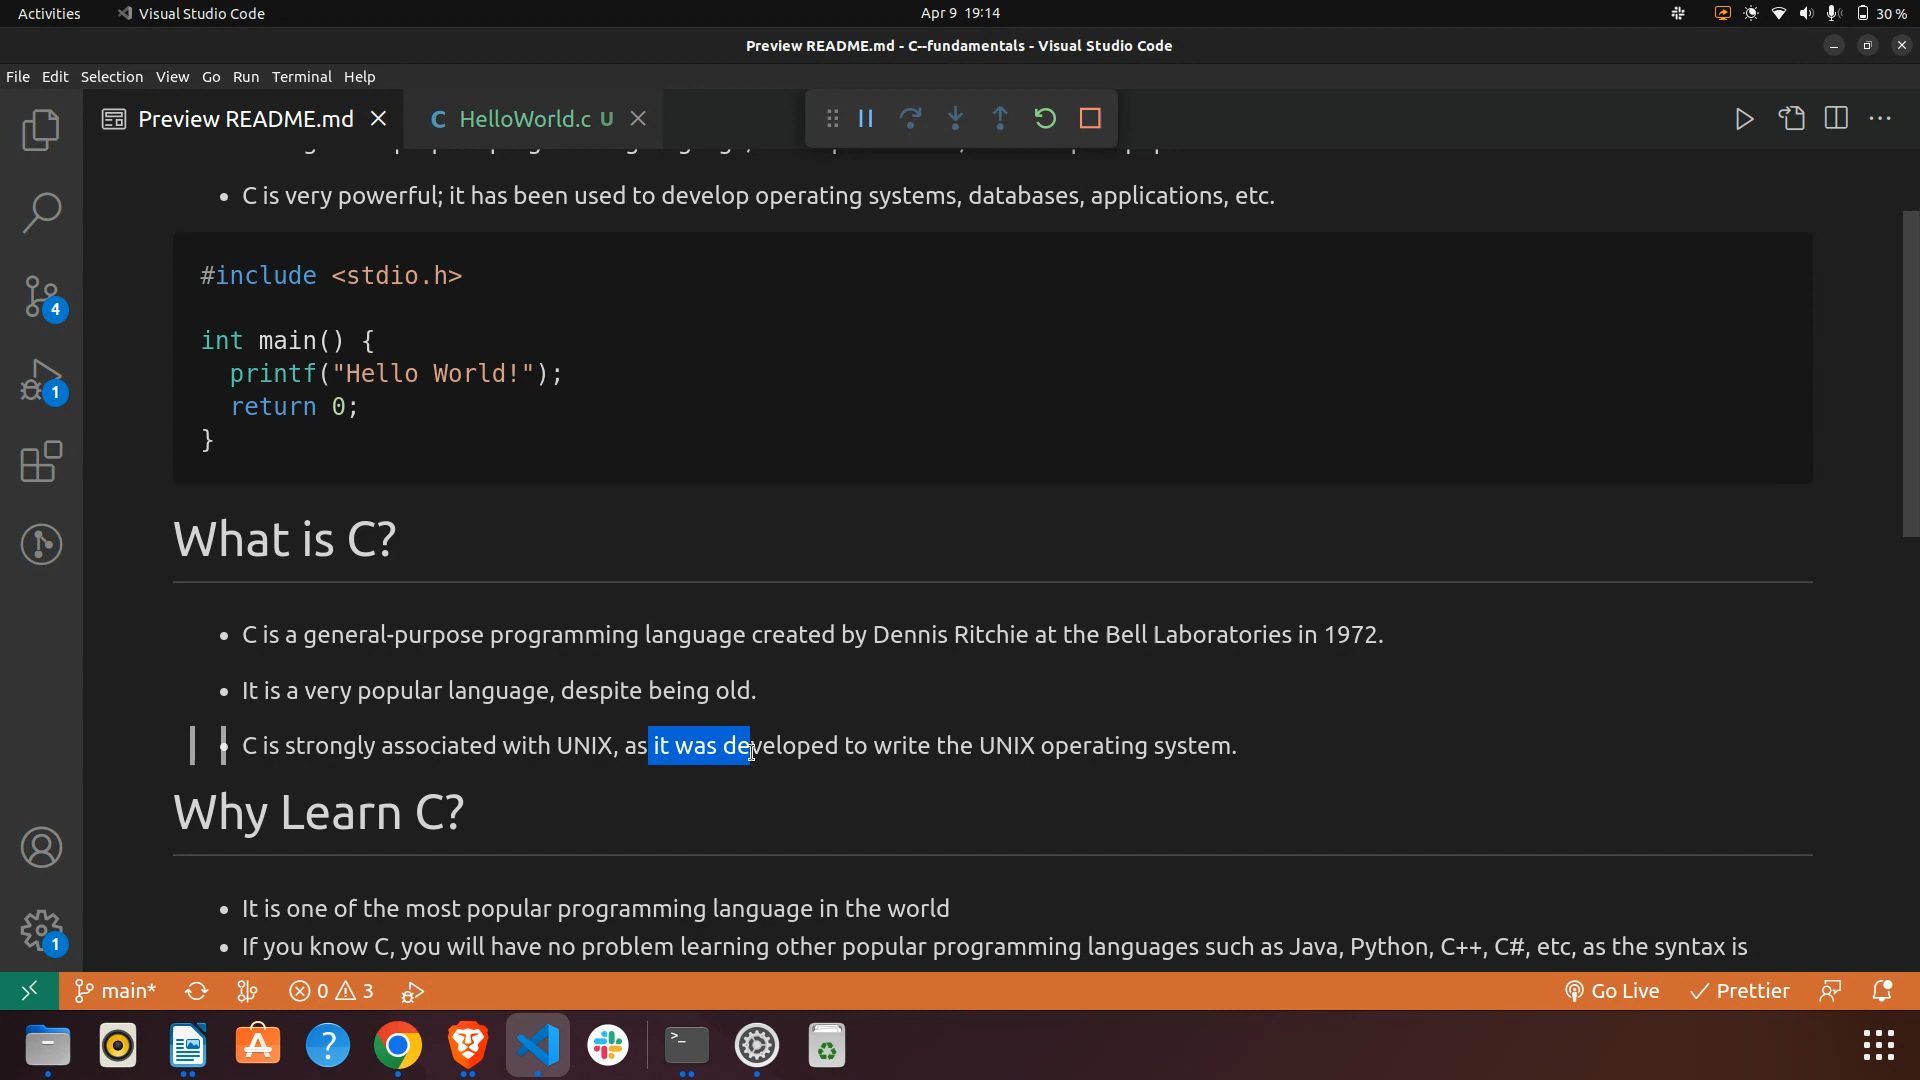 Activities Visual Studio Code Apr 9 19:14 30 %
Preview README.md - C--fundamentals - Visual Studio Code
File Edit Selection View Go Run Terminal Help
Preview README.md C HelloWorld.c U
C is very powerful; it has been used to develop operating systems, databases, applications, etc.
#include <stdio.h>
int main() {
printf("Hello World!");
return 0;
}
What is C?
C is a general-purpose programming language created by Dennis Ritchie at the Bell Laboratories in 1972.
It is a very popular language, despite being old.
C is strongly associated with UNIX, as it was developed to write the UNIX operating system.
Why Learn C?
It is one of the most popular programming language in the world
If you know C, you will have no problem learning other popular programming languages such as Java, Python, C++, C#, etc, as the syntax is
4
1
1
main* 0 3 Go Live Prettier